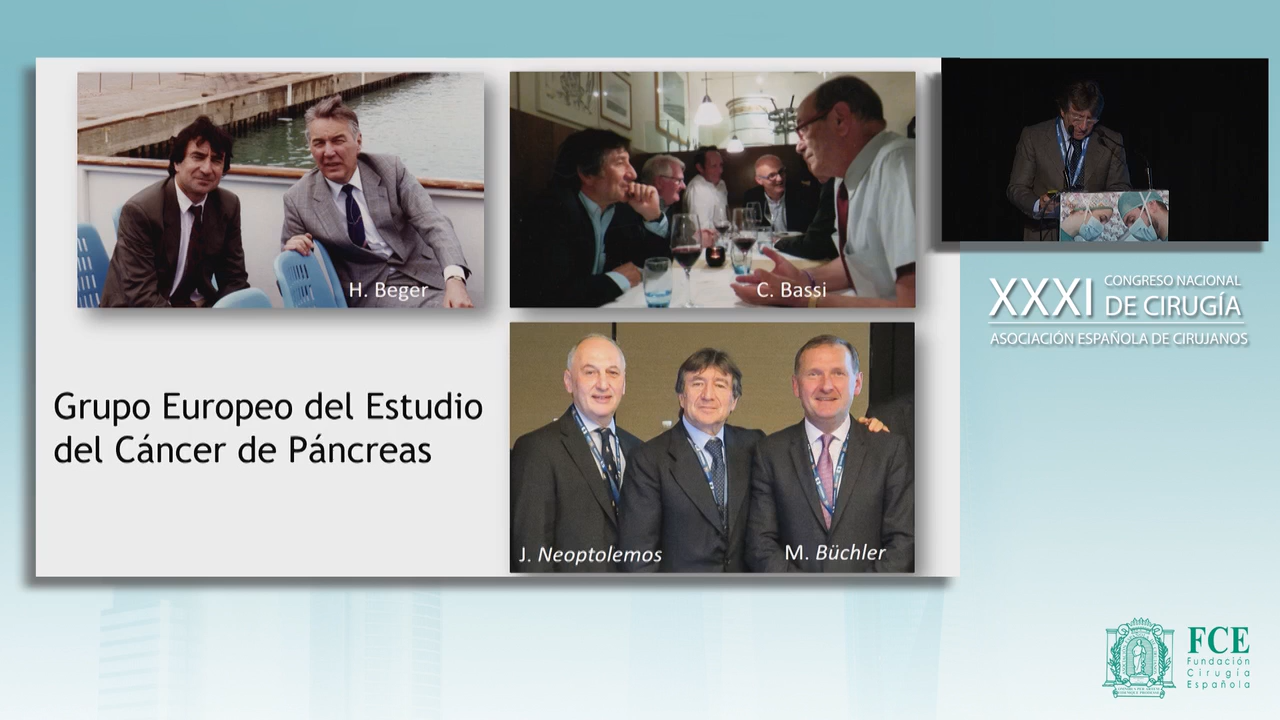 H. Beger
C. Bassi
Grupo Europeo del Estudio
del Cáncer de Páncreas
J. Neoptolemos
M. Büchler
XXXI
CONGRESO NACIONAL
DE CIRUGÍA
ASOCIACIÓN ESPAÑOLA DE CIRUJANOS
FCE
Fundación
Cirugía
Española